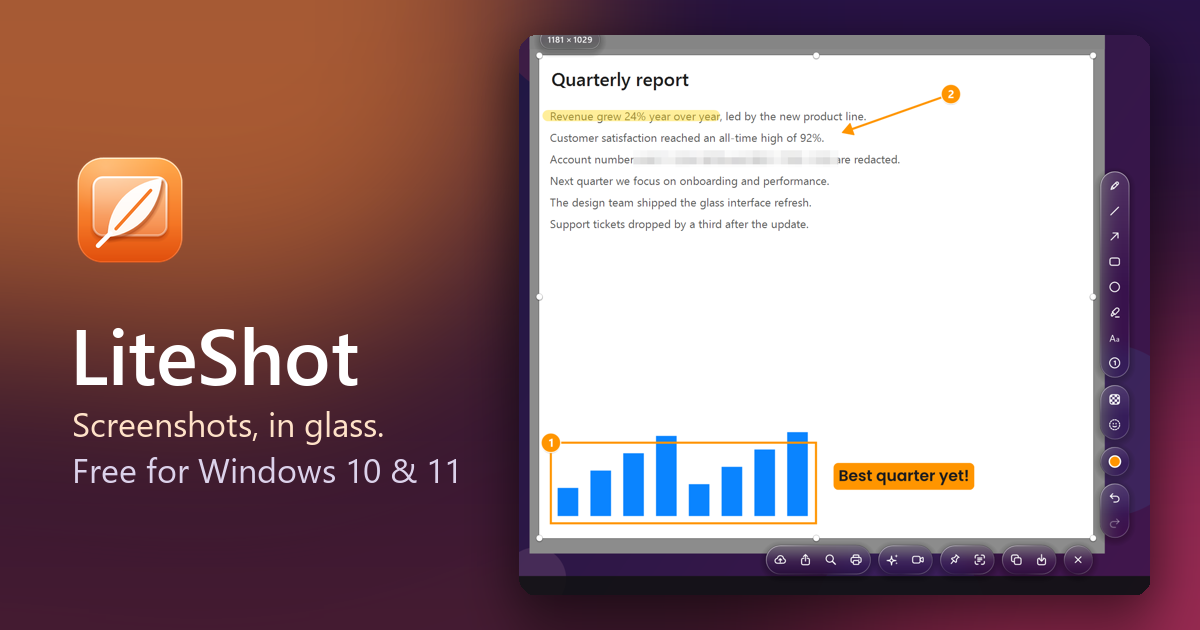 LiteShot
Screenshots, in glass.
Free for Windows 10 & 11
1181 × 1029
Quarterly report
2
Revenue grew 24% year over year, led by the new product line.
Customer satisfaction reached an all-time high of 92%.
Account number are redacted.
Next quarter we focus on onboarding and performance.
The design team shipped the glass interface refresh.
Support tickets dropped by a third after the update.
Aa
1
1
Best quarter yet!